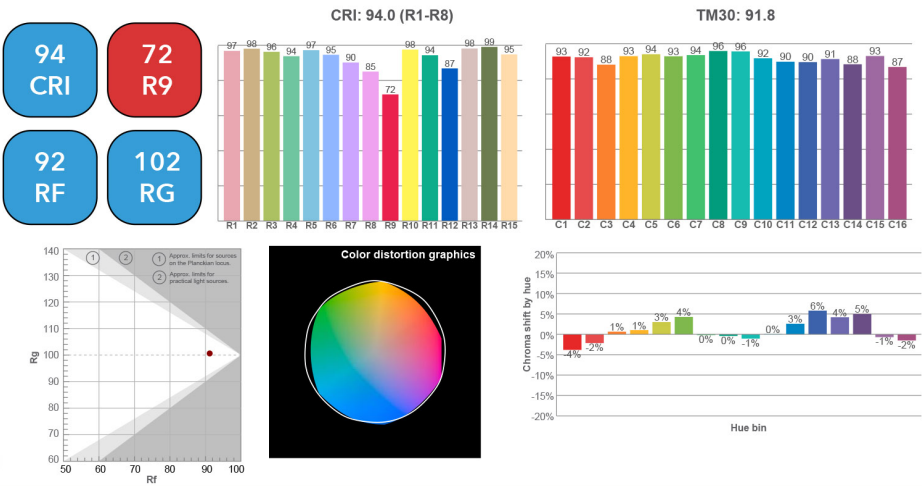 94
CRI
72
R9
92
RF
102
RG
CRI: 94.0 (R1-R8)
97 98 96 94 97 95 90 85 72 98 94 87 98 99 95
R1 R2 R3 R4 R5 R6 R7 R8 R9 R10 R11 R12 R13 R14 R15
TM30: 91.8
93 92 88 93 94 93 94 96 96 92 90 90 91 88 93 87
C1 C2 C3 C4 C5 C6 C7 C8 C9 C10 C11 C12 C13 C14 C15 C16
140
130
120
110
100
90
80
70
60
Rg
50 60 70 80 90 100
Rf
1 2
1 Approx. limits for sources
on the Planckian locus.
2 Approx. limits for
practical light sources.
Color distortion graphics
Chroma shift by hue
20%
15%
10%
5%
0%
-5%
-10%
-15%
-20%
-4% -2% 1% 1% 3% 4% 0% 0% -1% 0% 3% 6% 4% 5% -1% -2%
Hue bin